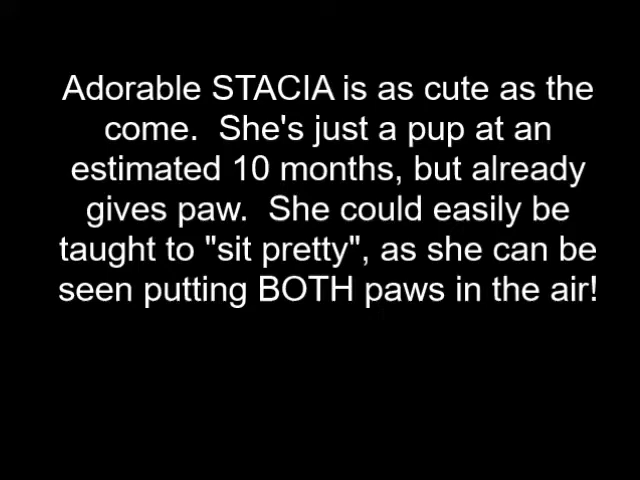 Adorable STACIA is as cute as the
come.  She's just a pup at an
estimated 10 months, but already
gives paw.  She could easily be
taught to "sit pretty", as she can be
seen putting BOTH paws in the air!